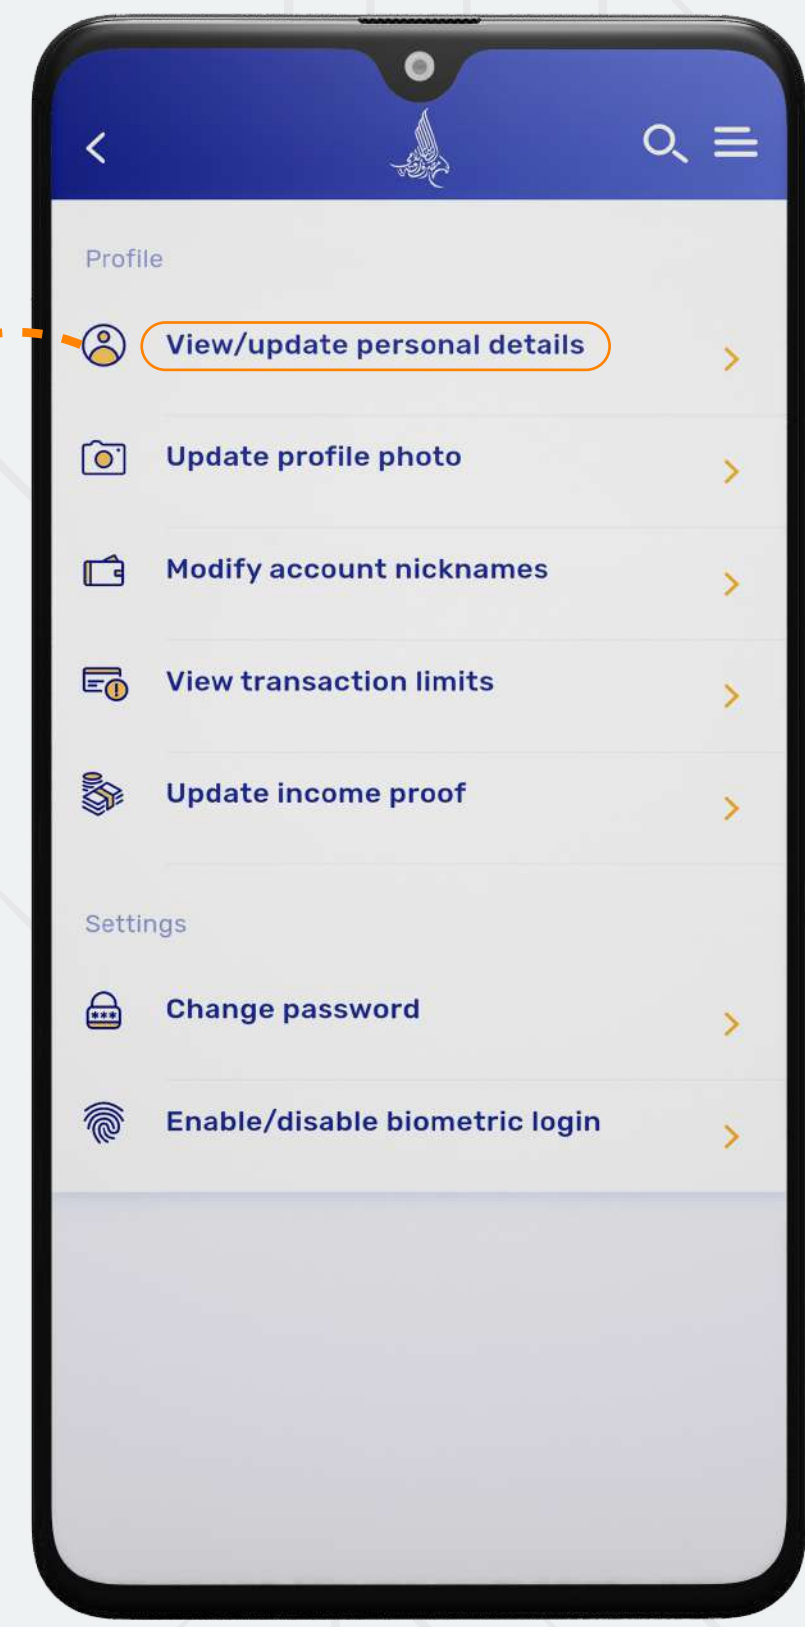 Profile
View/update personal details
Update profile photo
Modify account nicknames
View transaction limits
Update income proof
Settings
Change password
Enable/disable biometric login